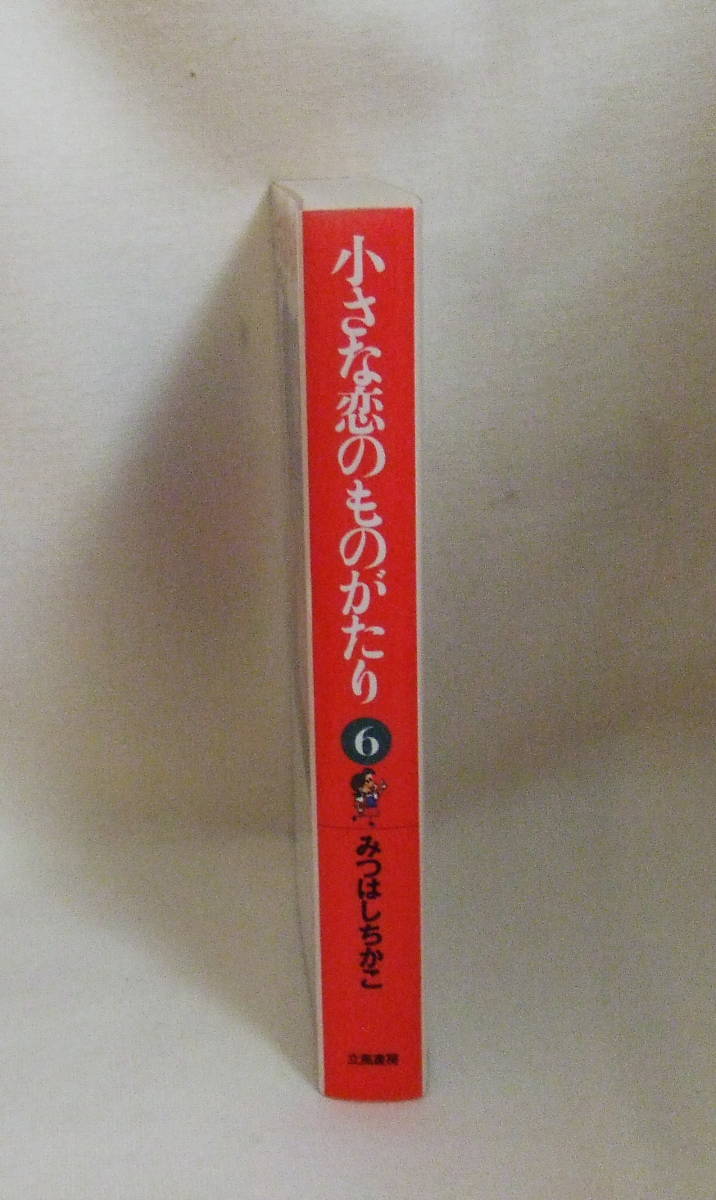 小さな恋のものがたり
6
みつはしちかこ
立風書房